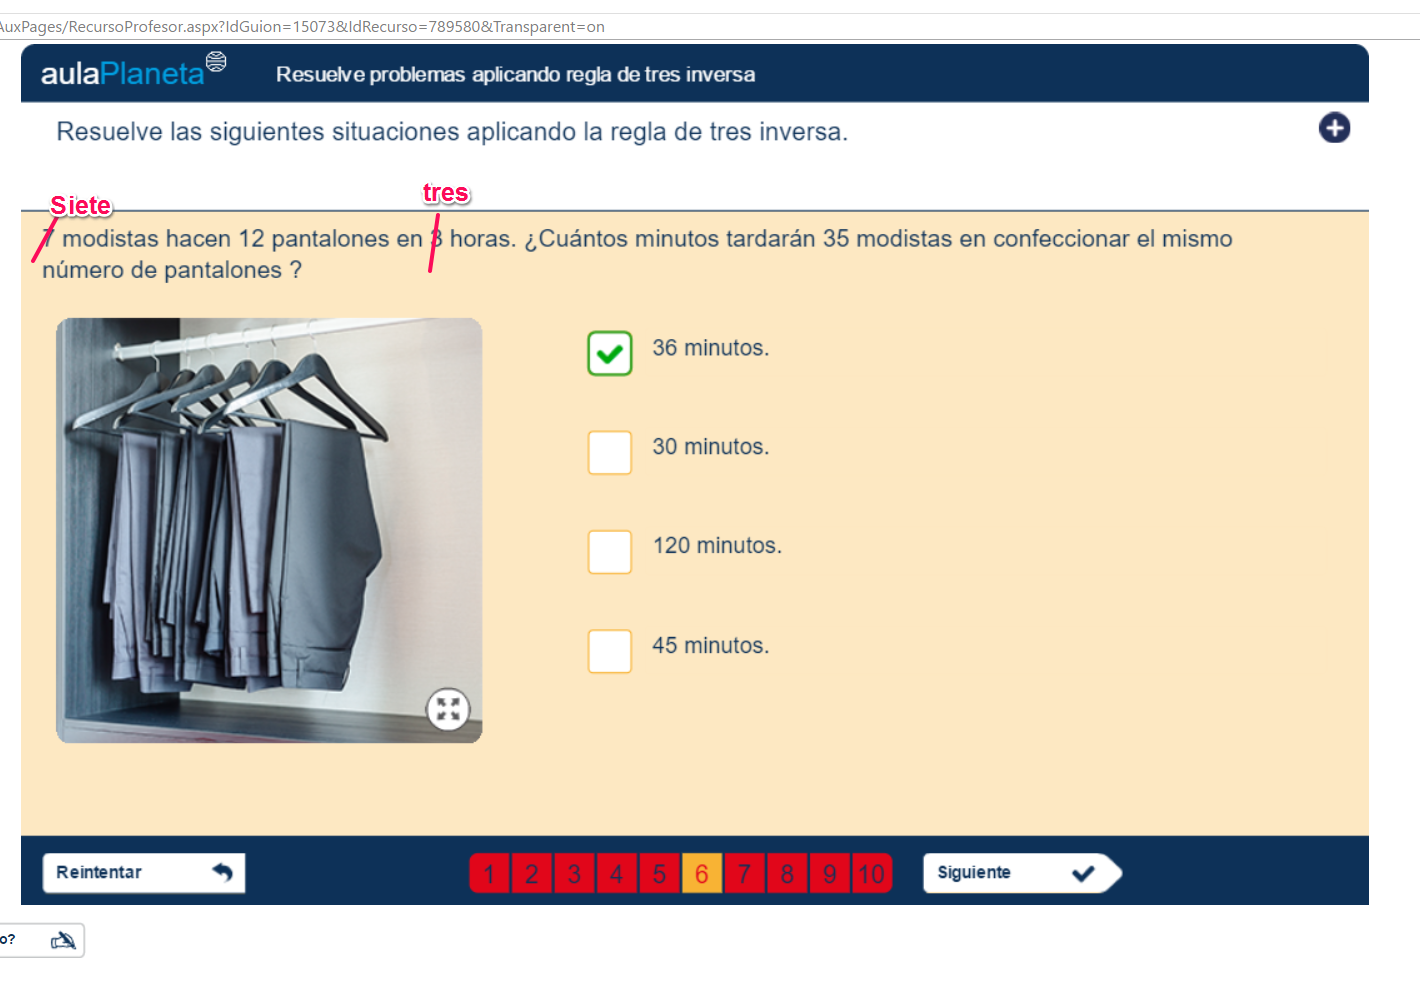 AuxPages/RecursoProfesor.aspx?IdGuion=15073&IdRecurso=789580&Transparent=on
aulaPlaneta
Resuelve problemas aplicando regla de tres inversa
Resuelve las siguientes situaciones aplicando la regla de tres inversa.
Siete
tres
7 modistas hacen 12 pantalones en 3 horas. ¿Cuántos minutos tardarán 35 modistas en confeccionar el mismo
número de pantalones ?
36 minutos.
30 minutos.
120 minutos.
45 minutos.
Reintentar
1 2 3 4 5 6 7 8 9 10
Siguiente
o?